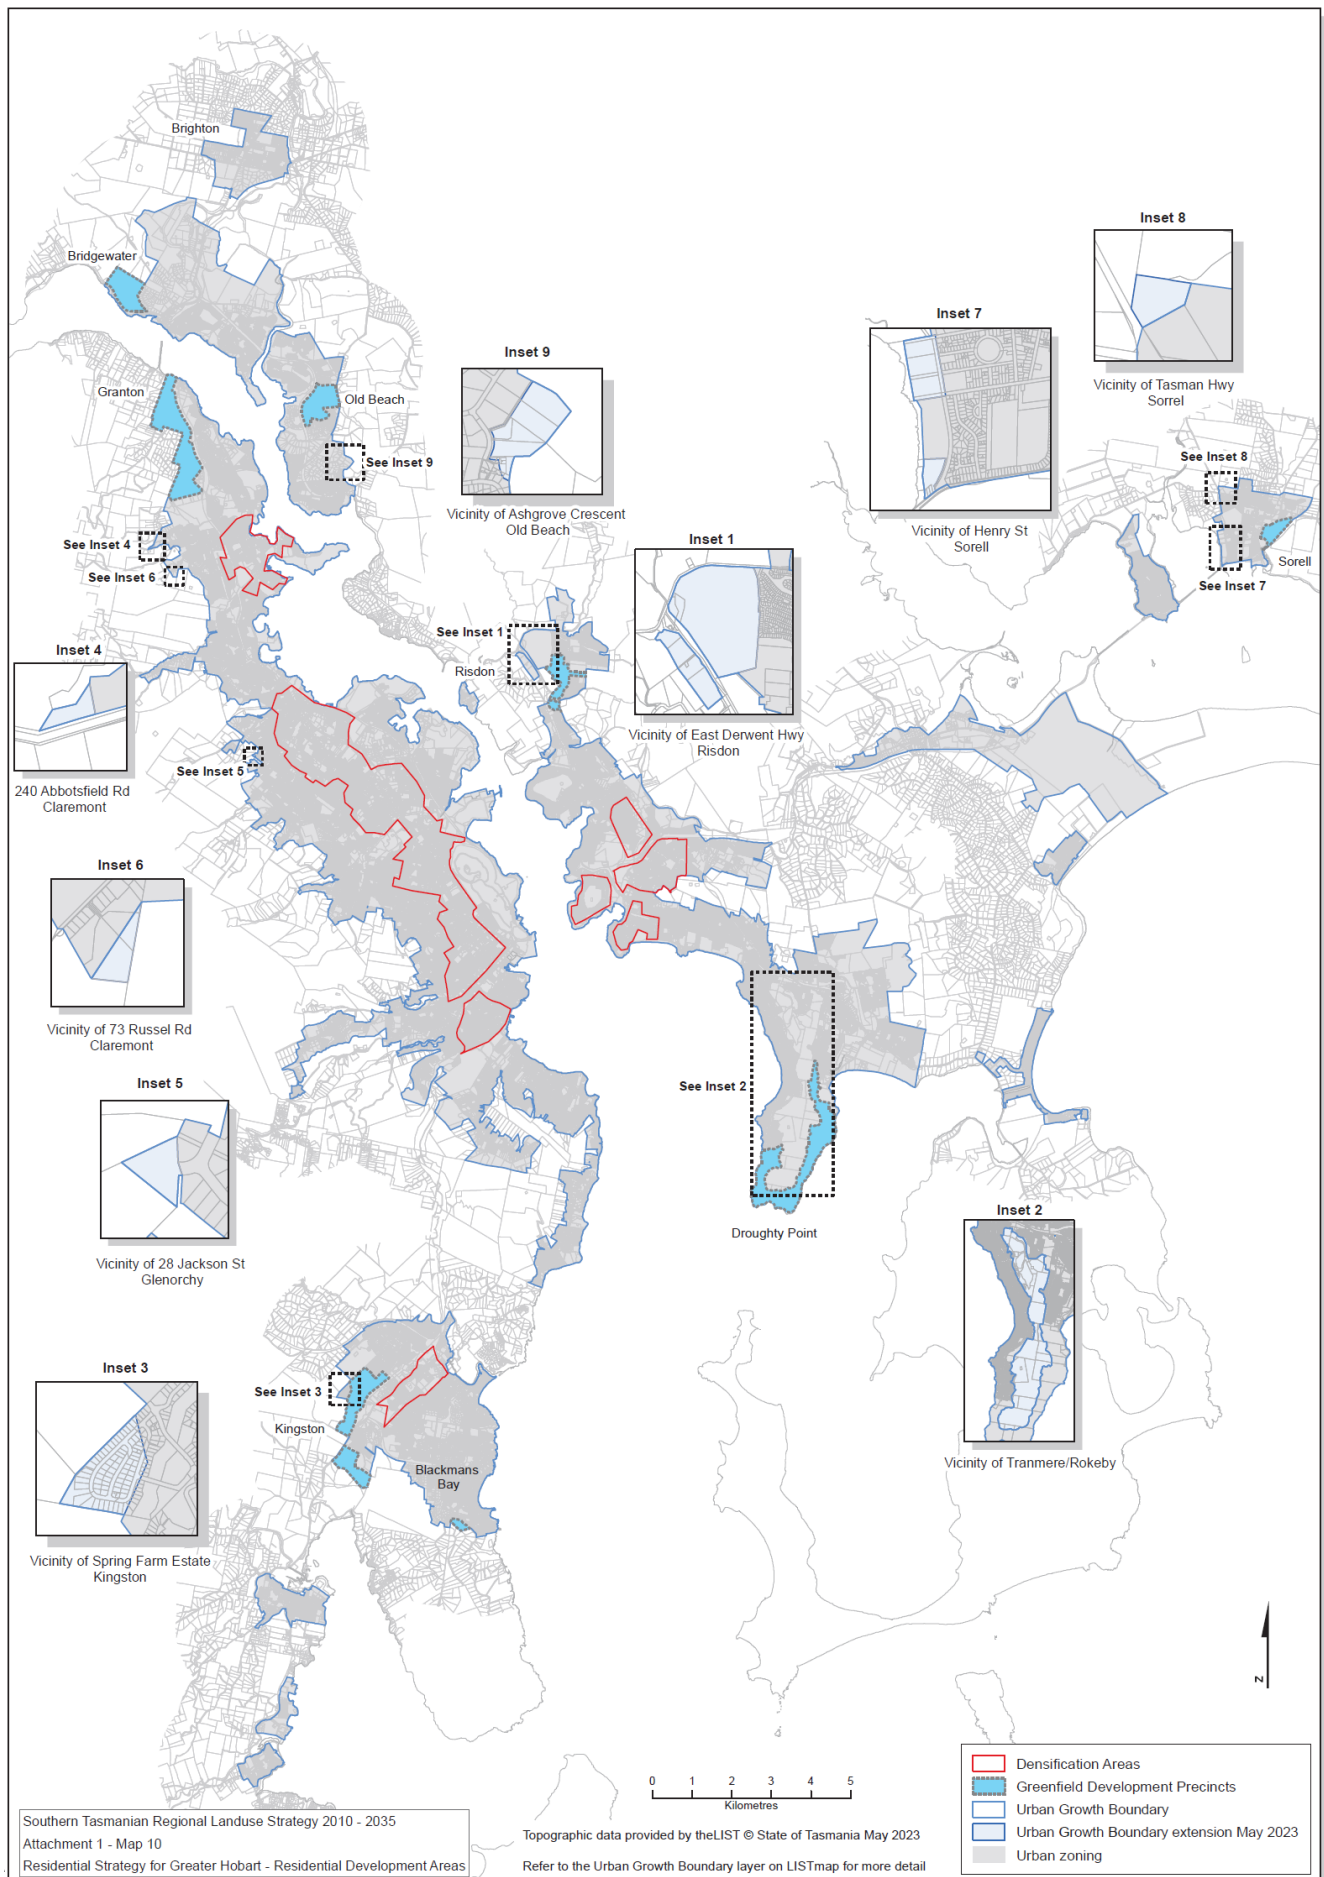 Brighton
Bridgewater
Inset 8
Vicinity of Tasman Hwy
Sorrel
Inset 7
Vicinity of Henry St
Sorell
See Inset 8
See Inset 7
Sorell
Granton
Old Beach
See Inset 9
Inset 9
Vicinity of Ashgrove Crescent
Old Beach
See Inset 4
See Inset 6
Inset 1
See Inset 1
Risdon
Vicinity of East Derwent Hwy
Risdon
Inset 4
240 Abbotsfield Rd
Claremont
See Inset 5
Inset 6
Vicinity of 73 Russel Rd
Claremont
Inset 5
Vicinity of 28 Jackson St
Glenorchy
See Inset 2
Droughty Point
Inset 2
Vicinity of Tranmere/Rokeby
Inset 3
Vicinity of Spring Farm Estate
Kingston
See Inset 3
Kingston
Blackmans
Bay
N
0 1 2 3 4 5
Kilometres
Densification Areas
Greenfield Development Precincts
Urban Growth Boundary
Urban Growth Boundary extension May 2023
Urban zoning
Southern Tasmanian Regional Landuse Strategy 2010 - 2035
Attachment 1 - Map 10
Residential Strategy for Greater Hobart - Residential Development Areas
Topographic data provided by theLIST © State of Tasmania May 2023
Refer to the Urban Growth Boundary layer on LISTmap for more detail